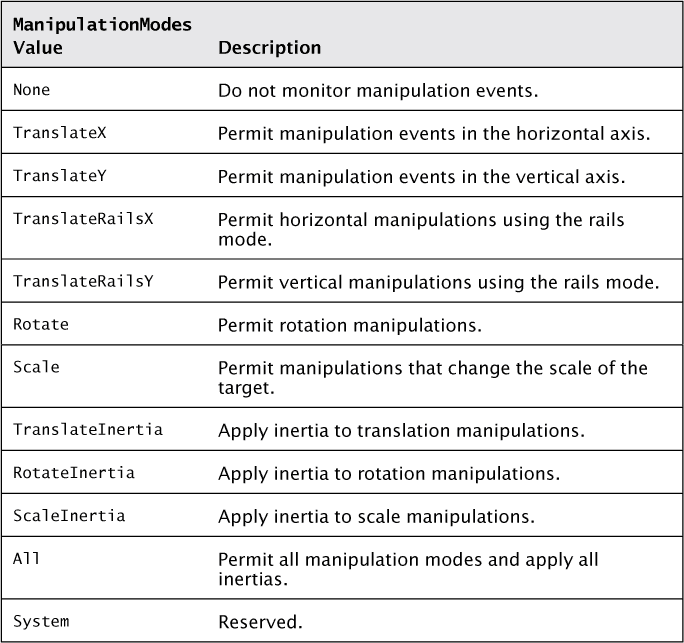 ManipulationModes
Value Description
None Do not monitor manipulation events.
TranslateX Permit manipulation events in the horizontal axis.
TranslateY Permit manipulation events in the vertical axis.
TranslateRailsX Permit horizontal manipulations using the rails
mode.
TranslateRailsY Permit vertical manipulations using the rails mode.
Rotate Permit rotation manipulations.
Scale Permit manipulations that change the scale of the
target.
TranslateInertia Apply inertia to translation manipulations.
RotateInertia Apply inertia to rotation manipulations.
ScaleInertia Apply inertia to scale manipulations.
All Permit all manipulation modes and apply all
inertias.
System Reserved.